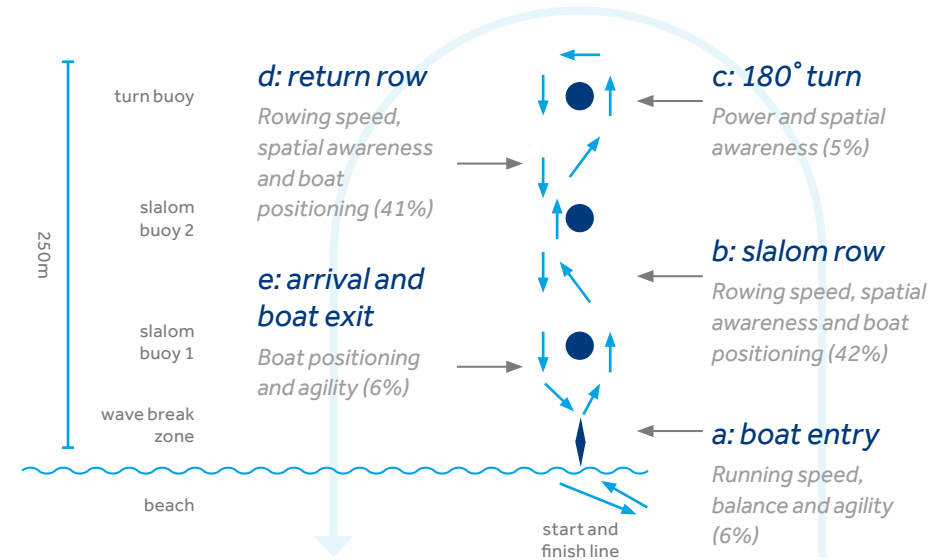 250m
turn buoy
slalom
buoy 2
slalom
buoy 1
wave break
zone
beach
d: return row
Rowing speed,
spatial awareness
and boat
positioning (41%)
e: arrival and
boat exit
Boat positioning
and agility (6%)
c: 180˚ turn
Power and spatial
awareness (5%)
b: slalom row
Rowing speed, spatial
awareness and boat
positioning (42%)
a: boat entry
Running speed,
balance and agility
(6%)
start and
finish line